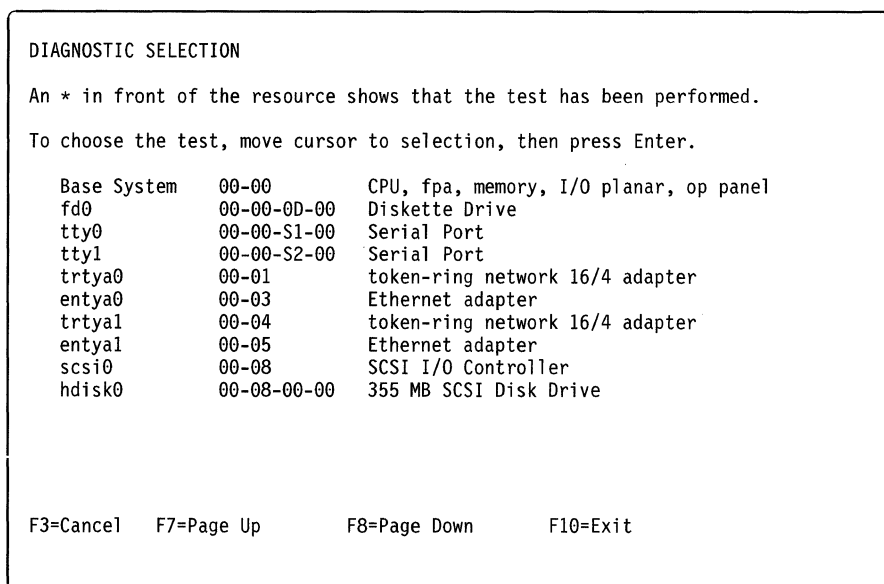 DIAGNOSTIC SELECTION
An * in front of the resource shows that the test has been performed.
To choose the test, move cursor to selection, then press Enter.
Base System 00-00 CPU, fpa, memory, I/O planar, op panel
fd0 00-00-0D-00 Diskette Drive
tty0 00-00-S1-00 Serial Port
tty1 00-00-S2-00 Serial Port
trtya0 00-01 token-ring network 16/4 adapter
entya0 00-03 Ethernet adapter
trtya1 00-04 token-ring network 16/4 adapter
entya1 00-05 Ethernet adapter
scsi0 00-08 SCSI I/O Controller
hdisk0 00-08-00-00 355 MB SCSI Disk Drive
F3=Cancel F7=Page Up F8=Page Down F10=Exit